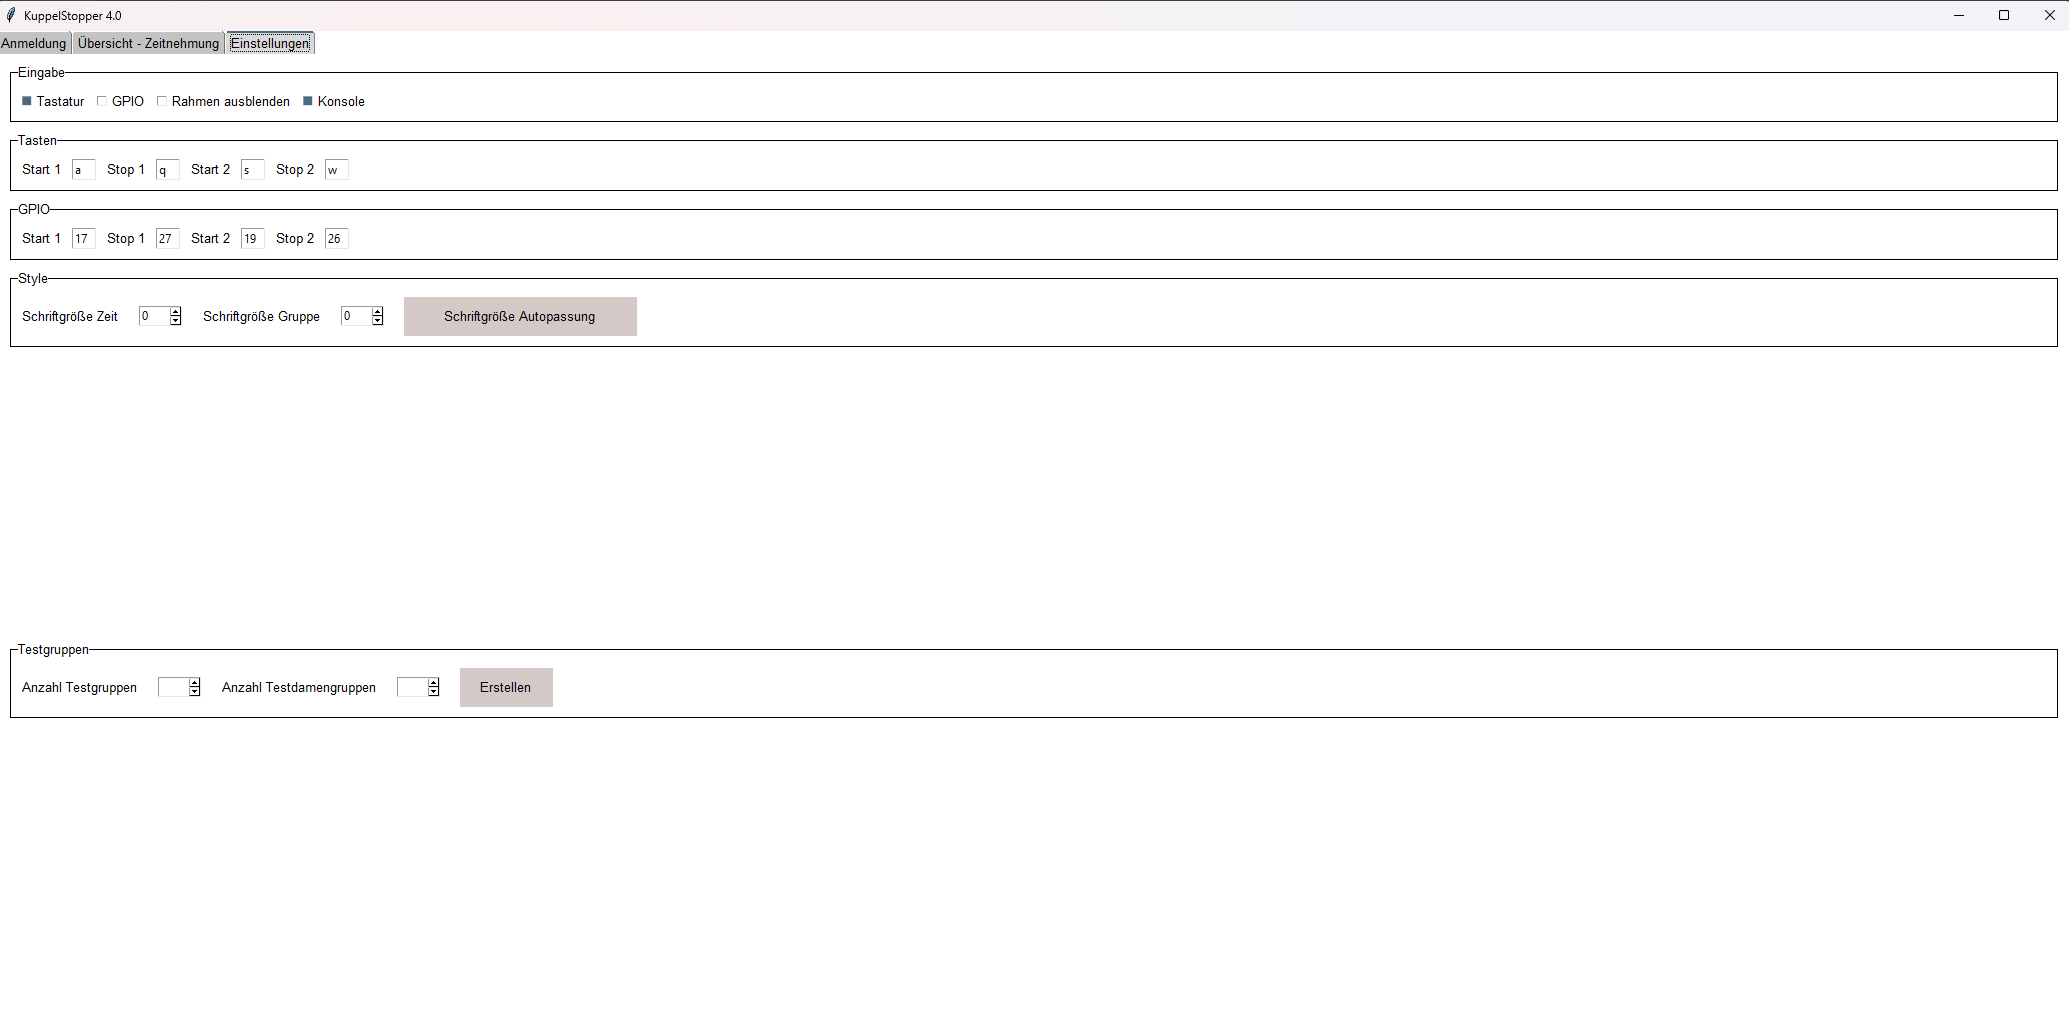 KuppelStopper 4.0
Anmeldung Übersicht - Zeitnehmung Einstellungen
Eingabe
Tastatur GPIO Rahmen ausblenden Konsole
Tasten
Start 1 a Stop 1 q Start 2 s Stop 2 w
GPIO
Start 1 17 Stop 1 27 Start 2 19 Stop 2 26
Style
Schriftgröße Zeit 0 Schriftgröße Gruppe 0 Schriftgröße Autopassung
Testgruppen
Anzahl Testgruppen Anzahl Testdamengruppen Erstellen